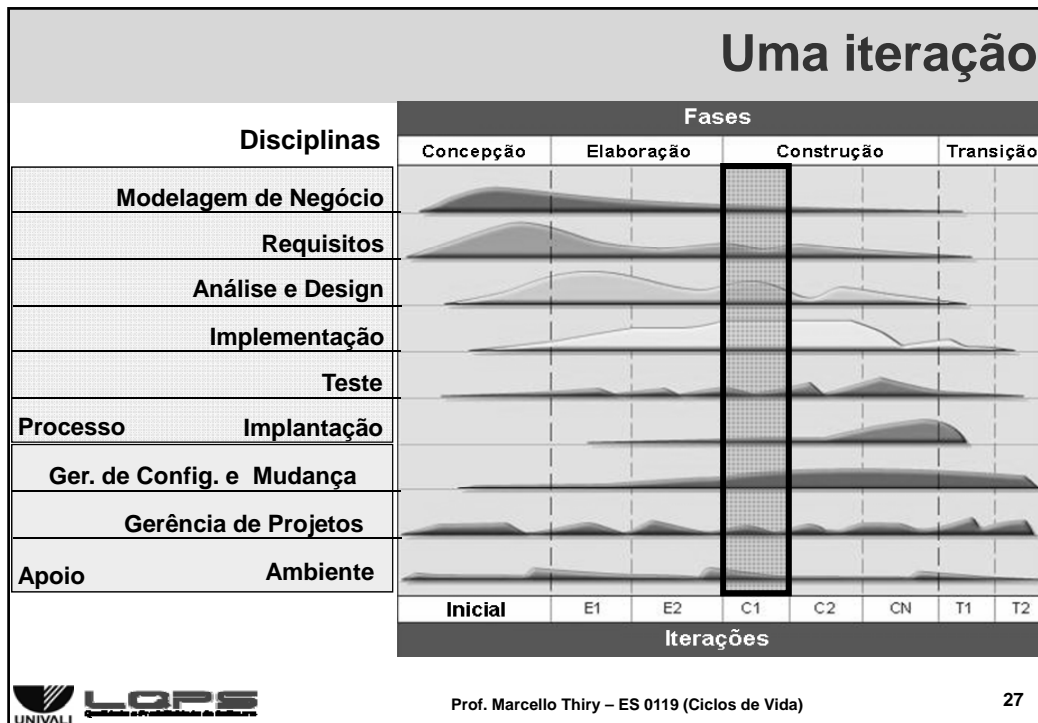 Uma iteração
Disciplinas
Fases
Concepção Elaboração Construção Transição
Modelagem de Negócio
Requisitos
Análise e Design
Implementação
Teste
Processo Implantação
Ger. de Config. e Mudança
Gerência de Projetos
Apoio Ambiente
Inicial E1 E2 C1 C2 CN T1 T2
Iterações
UNIVALI
LQPS
Prof. Marcello Thiry – ES 0119 (Ciclos de Vida)
27